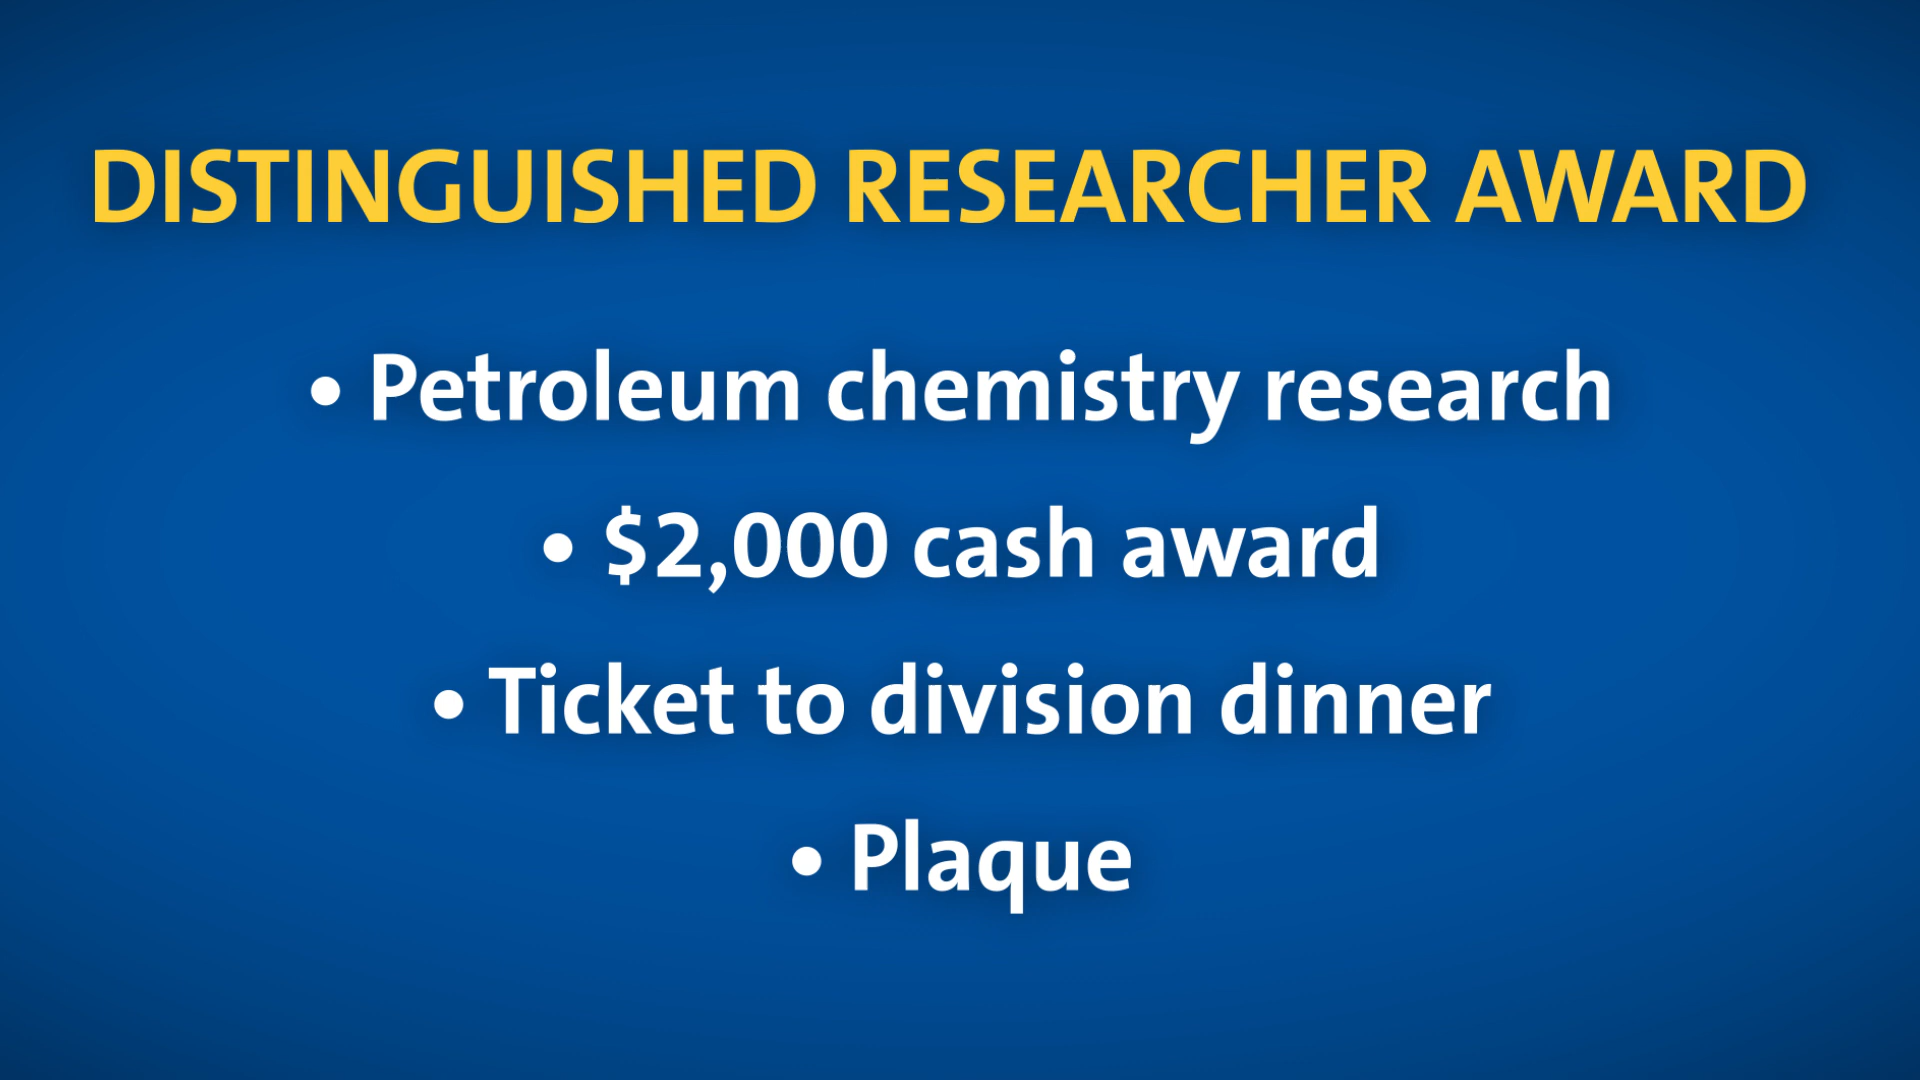 DISTINGUISHED RESEARCHER AWARD
• Petroleum chemistry research
• $2,000 cash award
• Ticket to division dinner
• Plaque